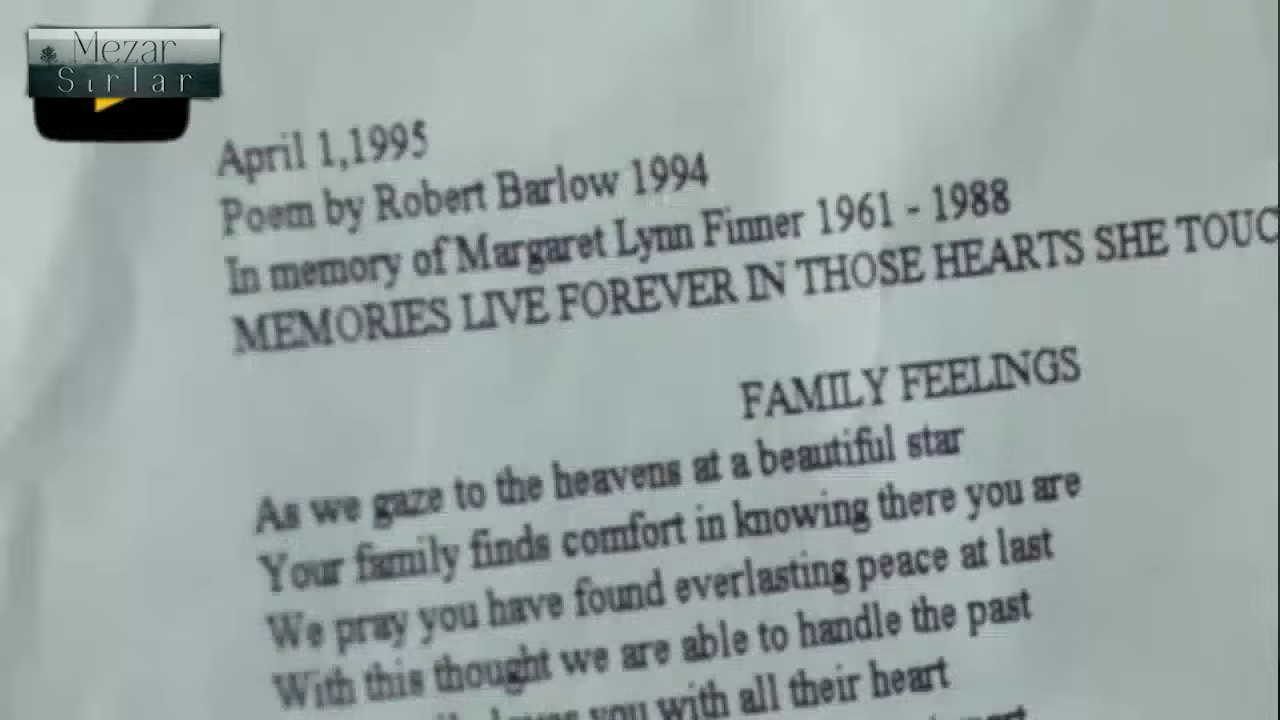 Mezar
Sırlar
April 1,1995
Poem by Robert Barlow 1994
In memory of Margaret Lynn Finner 1961 - 1988
MEMORIES LIVE FOREVER IN THOSE HEARTS SHE TOUC
FAMILY FEELINGS
As we gaze to the heavens at a beautiful star
Your family finds comfort in knowing there you are
We pray you have found everlasting peace at last
With this thought we are able to handle the past
you with all their heart